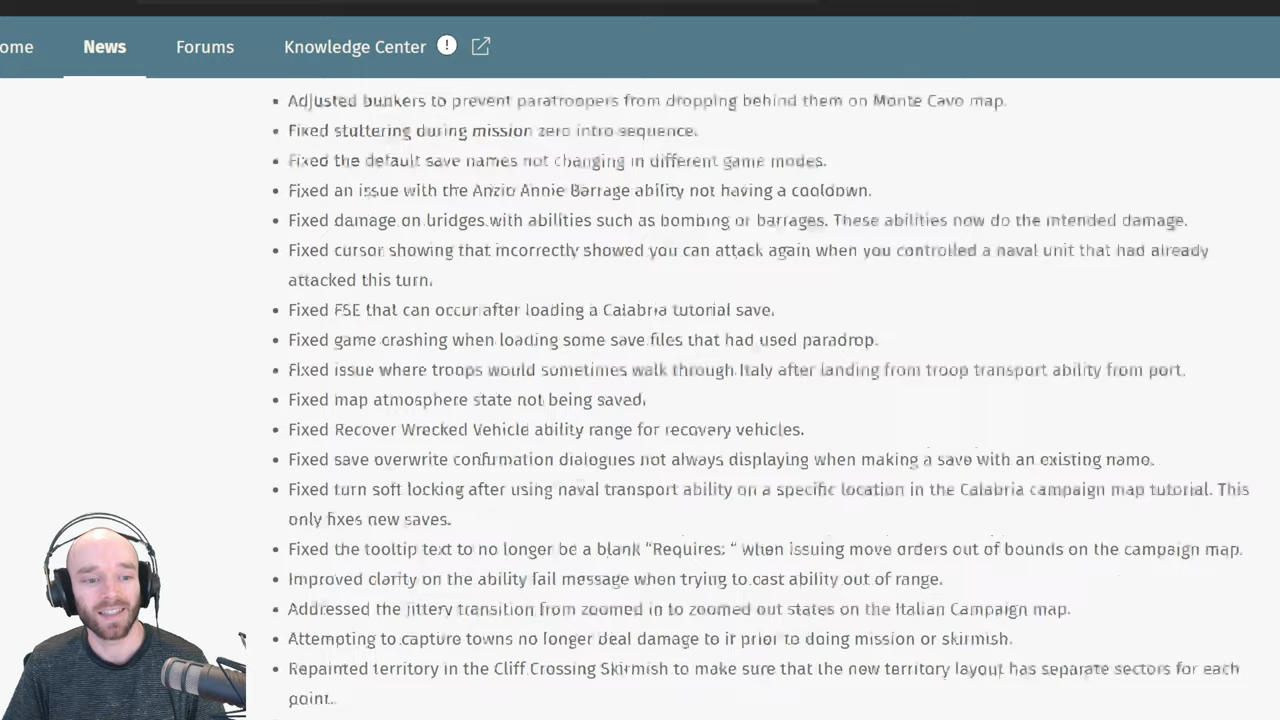 ome News Forums Knowledge Center !
• Adjusted bunkers to prevent paratroopers from dropping behind them on Monte Cavo map.
• Fixed stuttering during mission zero intro sequence.
• Fixed the default save names not changing in different game modes.
• Fixed an issue with the Anzio Annie Barrage ability not having a cooldown.
• Fixed damage on bridges with abilities such as bombing or barrages. These abilities now do the intended damage.
• Fixed cursor showing that incorrectly showed you can attack again when you controlled a naval unit that had already
attacked this turn.
• Fixed FSE that can occur after loading a Calabria tutorial save.
• Fixed game crashing when loading some save files that had used paradrop.
• Fixed issue where troops would sometimes walk through Italy after landing from troop transport ability from port.
• Fixed map atmosphere state not being saved.
• Fixed Recover Wrecked Vehicle ability range for recovery vehicles.
• Fixed save overwrite confirmation dialogues not always displaying when making a save with an existing name.
• Fixed turn soft locking after using naval transport ability on a specific location in the Calabria campaign map tutorial. This
only fixes new saves.
• Fixed the tooltip text to no longer be a blank “Requires: “ when issuing move orders out of bounds on the campaign map.
• Improved clarity on the ability fail message when trying to cast ability out of range.
• Addressed the jittery transition from zoomed in to zoomed out states on the Italian Campaign map.
• Attempting to capture towns no longer deal damage to it prior to doing mission or skirmish.
• Repainted territory in the Cliff Crossing Skirmish to make sure that the new territory layout has separate sectors for each
point.